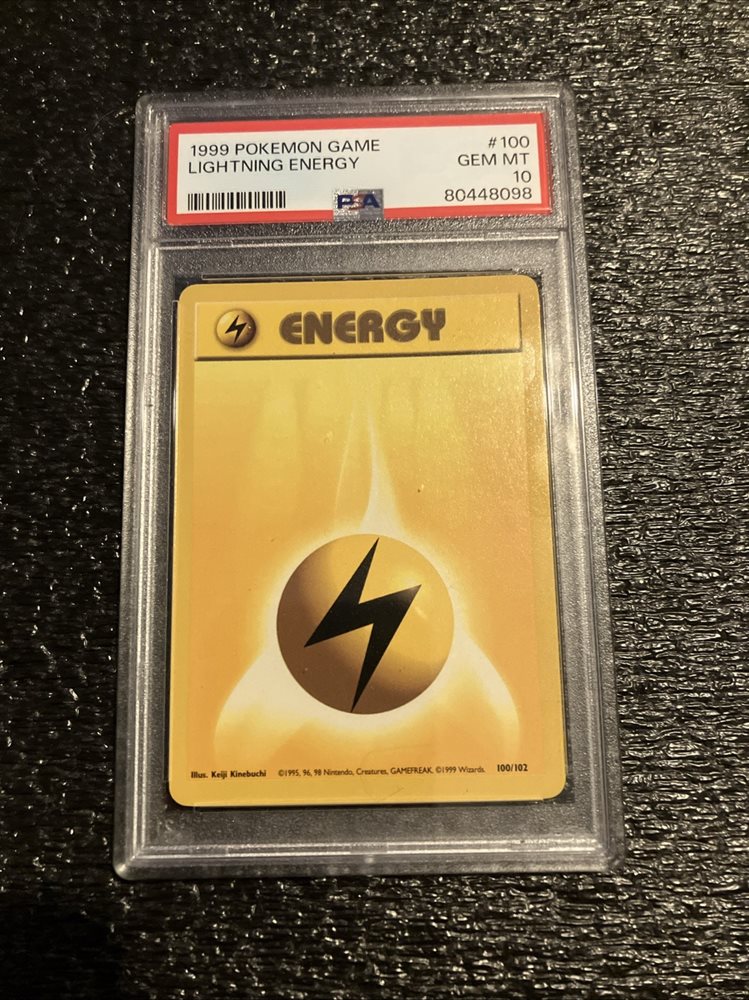 1999 POKEMON GAME #100
LIGHTNING ENERGY GEM MT
10
PSA 80448098
ENERGY
Illus. Keiji Kinebuchi ©1995, 96, 98 Nintendo, Creatures, GAMEFREAK. ©1999 Wizards. 100/102